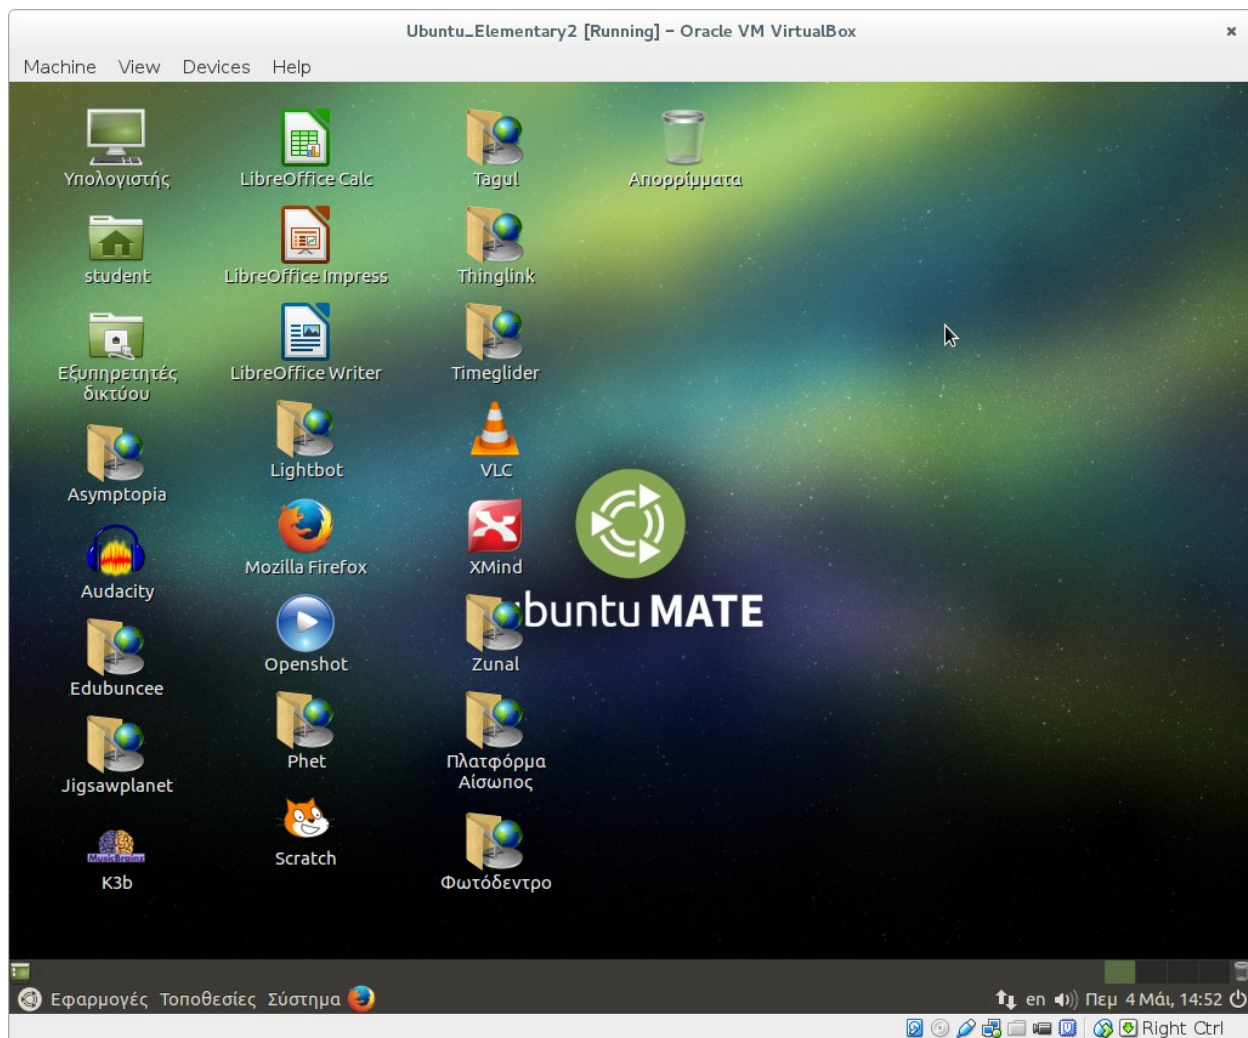 Ubuntu_Elementary2 [Running] – Oracle VM VirtualBox
Machine View Devices Help
Υπολογιστής
student
Εξυπηρετητές
δικτύου
Asymptopia
Audacity
Edubuncee
Jigsawplanet
MusicBrainz
K3b
LibreOffice Calc
LibreOffice Impress
LibreOffice Writer
Lightbot
Mozilla Firefox
Openshot
Phet
Scratch
Tagul
Thinglink
Timeglider
VLC
XMind
Zunal
Πλατφόρμα
Αίσωπος
Φωτόδεντρο
Απορρίμματα
buntu MATE
Εφαρμογές Τοποθεσίες Σύστημα en Πεμ 4 Μάι, 14:52
Right Ctrl